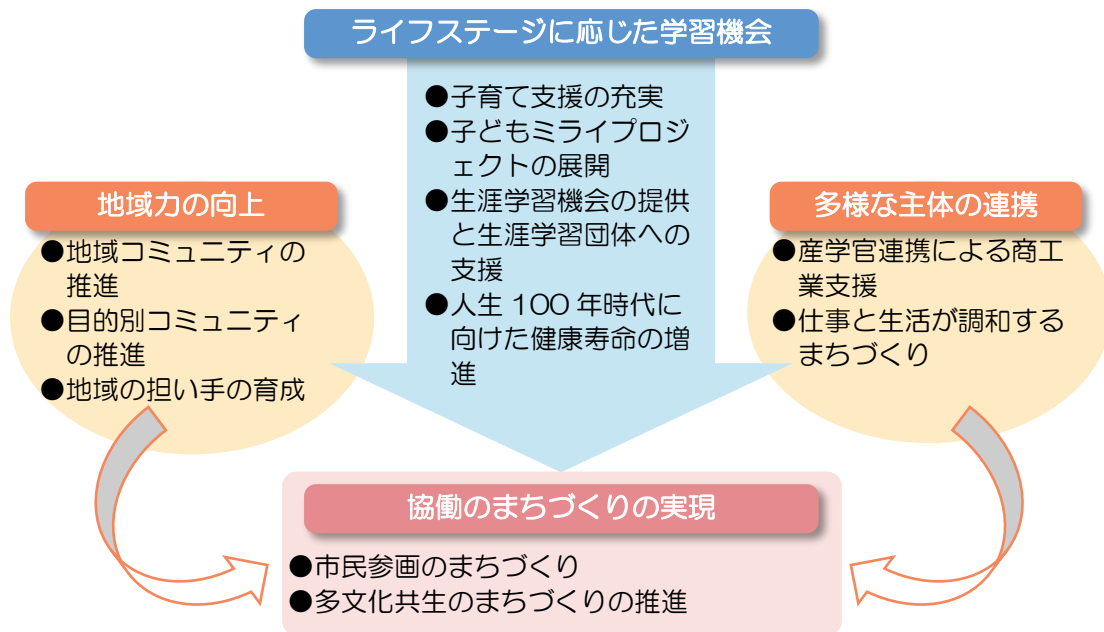 ライフステージに応じた学習機会
●子育て支援の充実
●子どもミライプロジ
ェクトの展開
●生涯学習機会の提供
と生涯学習団体への
支援
●人生 100 年時代に
向けた健康寿命の増
進
地域力の向上
●地域コミュニティの
推進
●目的別コミュニティ
の推進
●地域の担い手の育成
多様な主体の連携
●産学官連携による商工
業支援
●仕事と生活が調和する
まちづくり
協働のまちづくりの実現
●市民参画のまちづくり
●多文化共生のまちづくりの推進